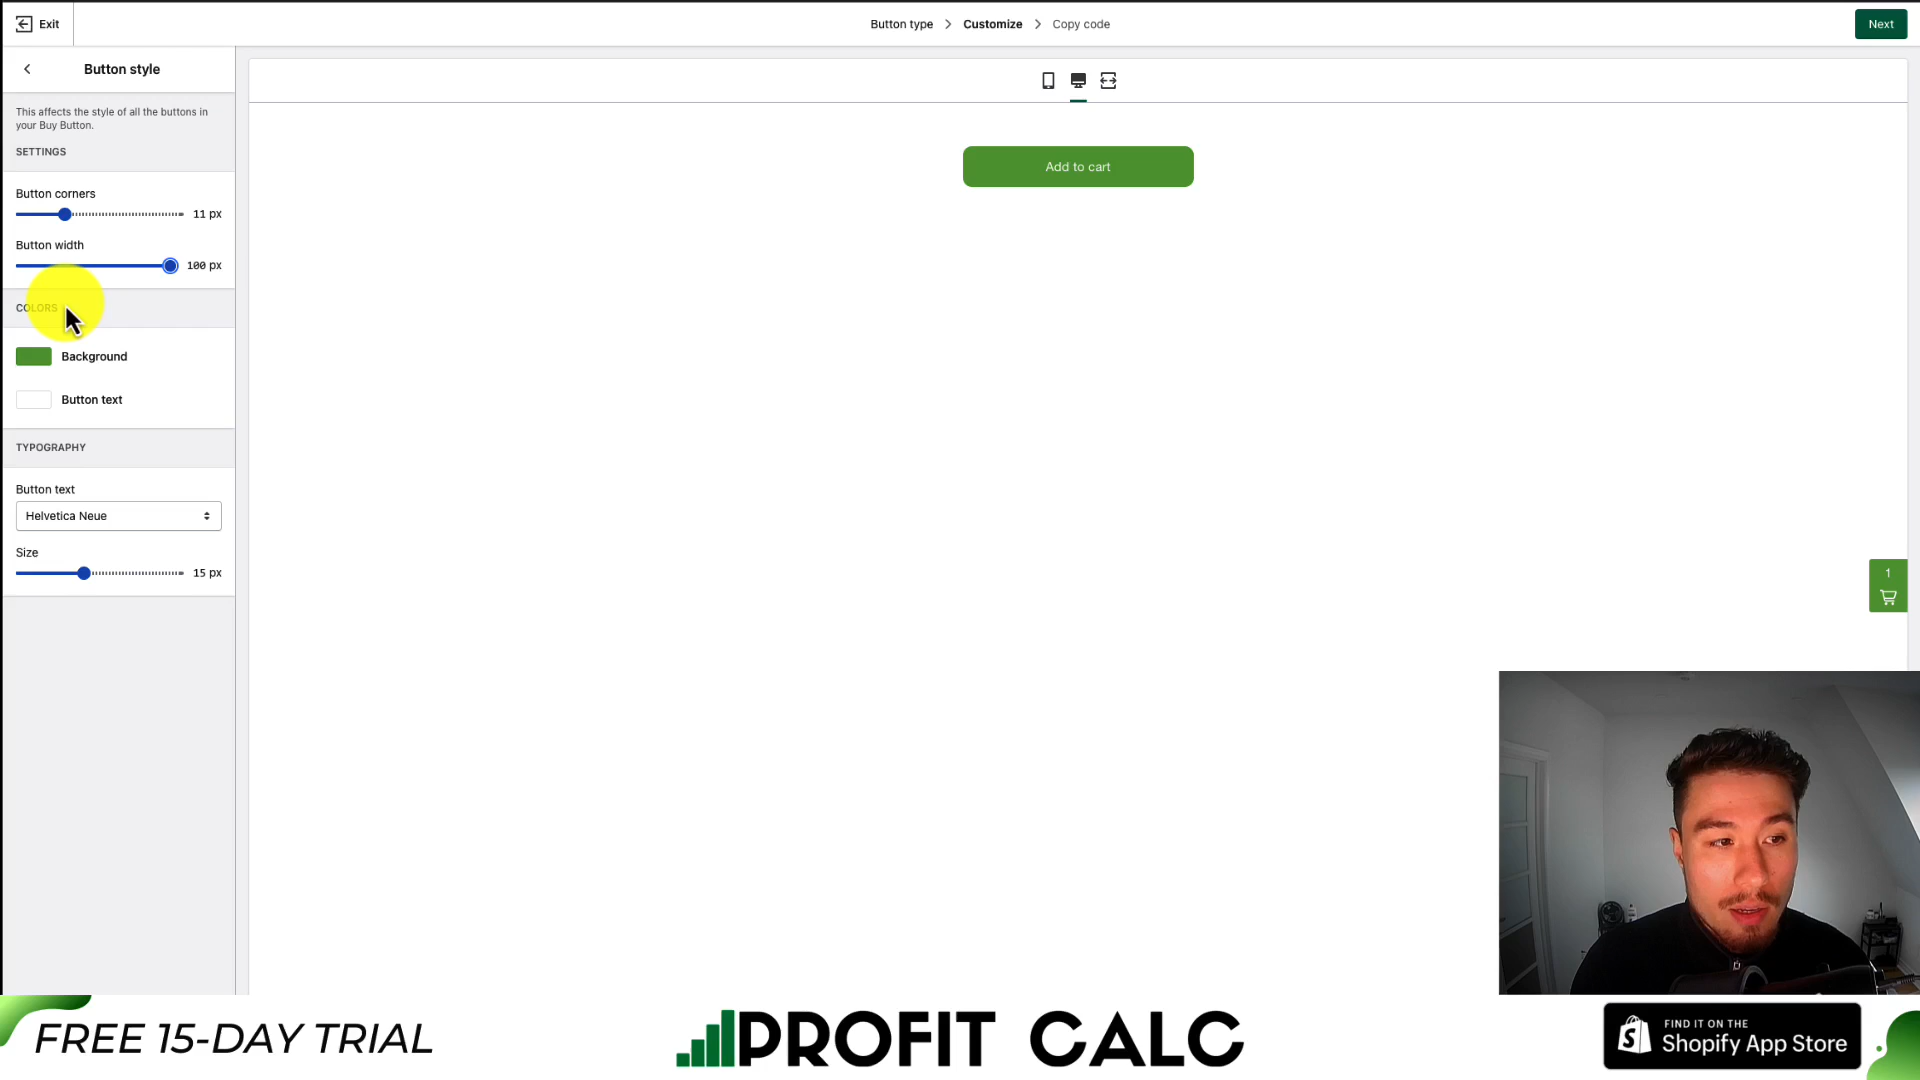 Exit
Button type > Customize > Copy code
Next
Button style
This affects the style of all the buttons in
your Buy Button.
SETTINGS
Button corners
11 px
Button width
100 px
COLORS
Background
Button text
TYPOGRAPHY
Button text
Helvetica Neue
Size
15 px
Add to cart
1
FREE 15-DAY TRIAL
PROFIT CALC
FIND IT ON THE
Shopify App Store